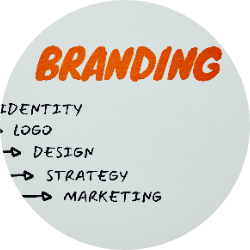 BRANDING
IDENTITY
LOGO
DESIGN
STRATEGY
MARKETING